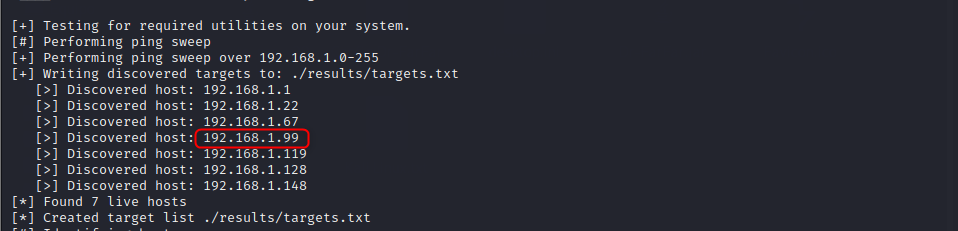 [+] Testing for required utilities on your system.
[#] Performing ping sweep
[+] Performing ping sweep over 192.168.1.0-255
[+] Writing discovered targets to: ./results/targets.txt
[>] Discovered host: 192.168.1.1
[>] Discovered host: 192.168.1.22
[>] Discovered host: 192.168.1.67
[>] Discovered host: 192.168.1.99
[>] Discovered host: 192.168.1.119
[>] Discovered host: 192.168.1.128
[>] Discovered host: 192.168.1.148
[*] Found 7 live hosts
[*] Created target list ./results/targets.txt